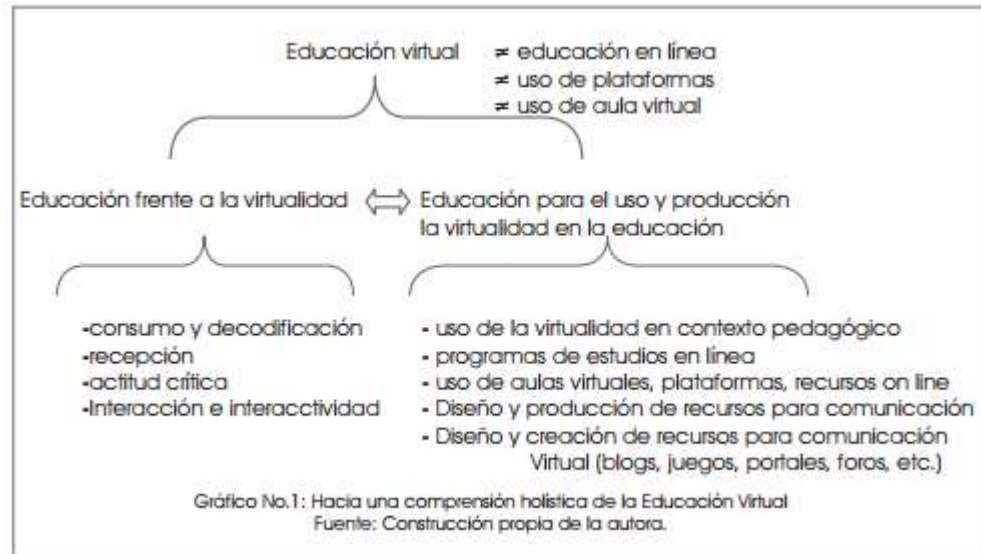 Educación virtual ≠ educación en línea
≠ uso de plataformas
≠ uso de aula virtual
Educación frente a la virtualidad ⇔ Educación para el uso y producción
la virtualidad en la educación
-consumo y decodificación
-recepción
-actitud crítica
-Interacción e interacctividad
- uso de la virtualidad en contexto pedagógico
- programas de estudios en línea
- uso de aulas virtuales, plataformas, recursos on line
- Diseño y producción de recursos para comunicación
- Diseño y creación de recursos para comunicación
Virtual (blogs, juegos, portales, foros, etc.)
Gráfico No.1: Hacia una comprensión holística de la Educación Virtual
Fuente: Construcción propia de la autora.